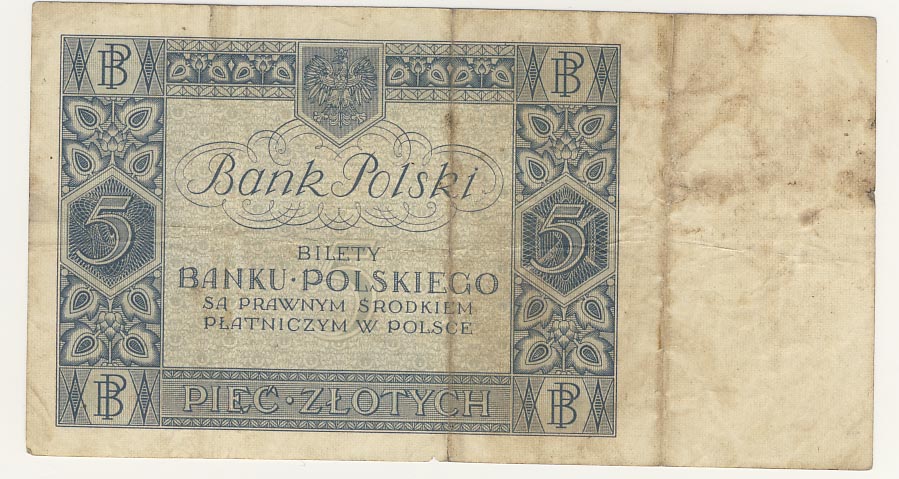 BP BP
Bank Polski
5 5
BILETY
BANKU·POLSKIEGO
SĄ PRAWNYM ŚRODKIEM
PŁATNICZYM W POLSCE
BP BP
PIĘĆ·ZŁOTYCH